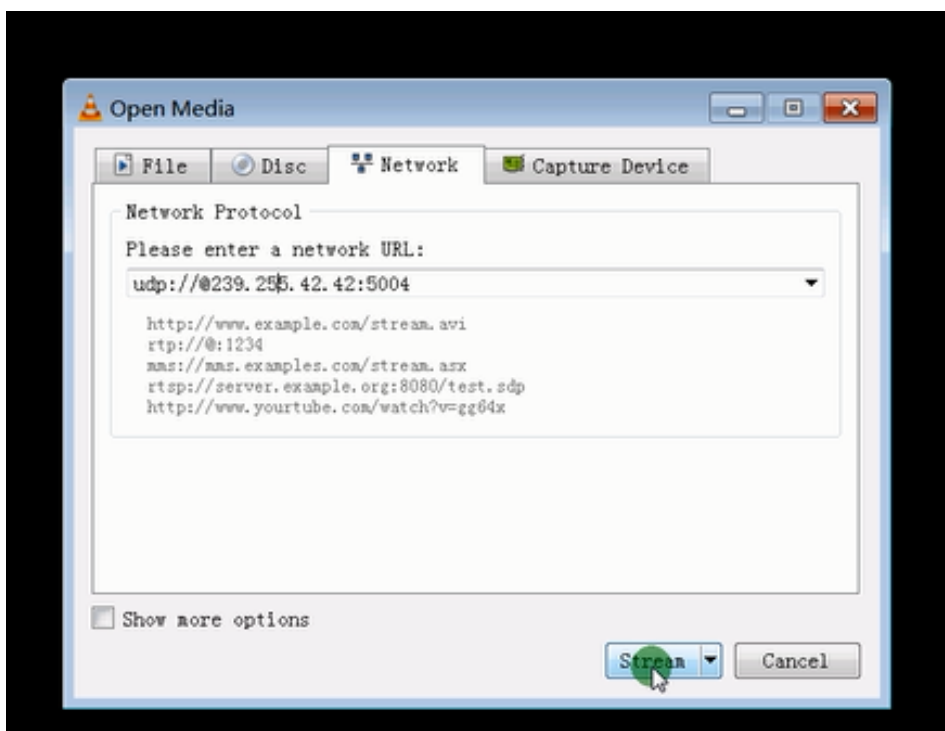 Open Media
File Disc Network Capture Device
Network Protocol
Please enter a network URL:
udp://@239.255.42.42:5004
http://www.example.com/stream.avi
rtp://@:1234
mms://mms.examples.com/stream.asx
rtsp://server.example.org:8080/test.sdp
http://www.yourtube.com/watch?v=gg64x
Show more options
Stream Cancel